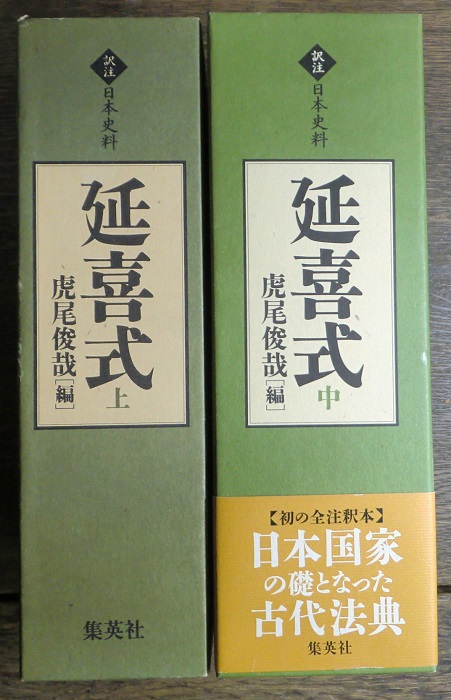 訳注
日本史料
延喜式
上
虎尾俊哉[編]
集英社
訳注
日本史料
延喜式
中
虎尾俊哉[編]
【初の全注釈本】
日本国家
の礎となった
古代法典
集英社